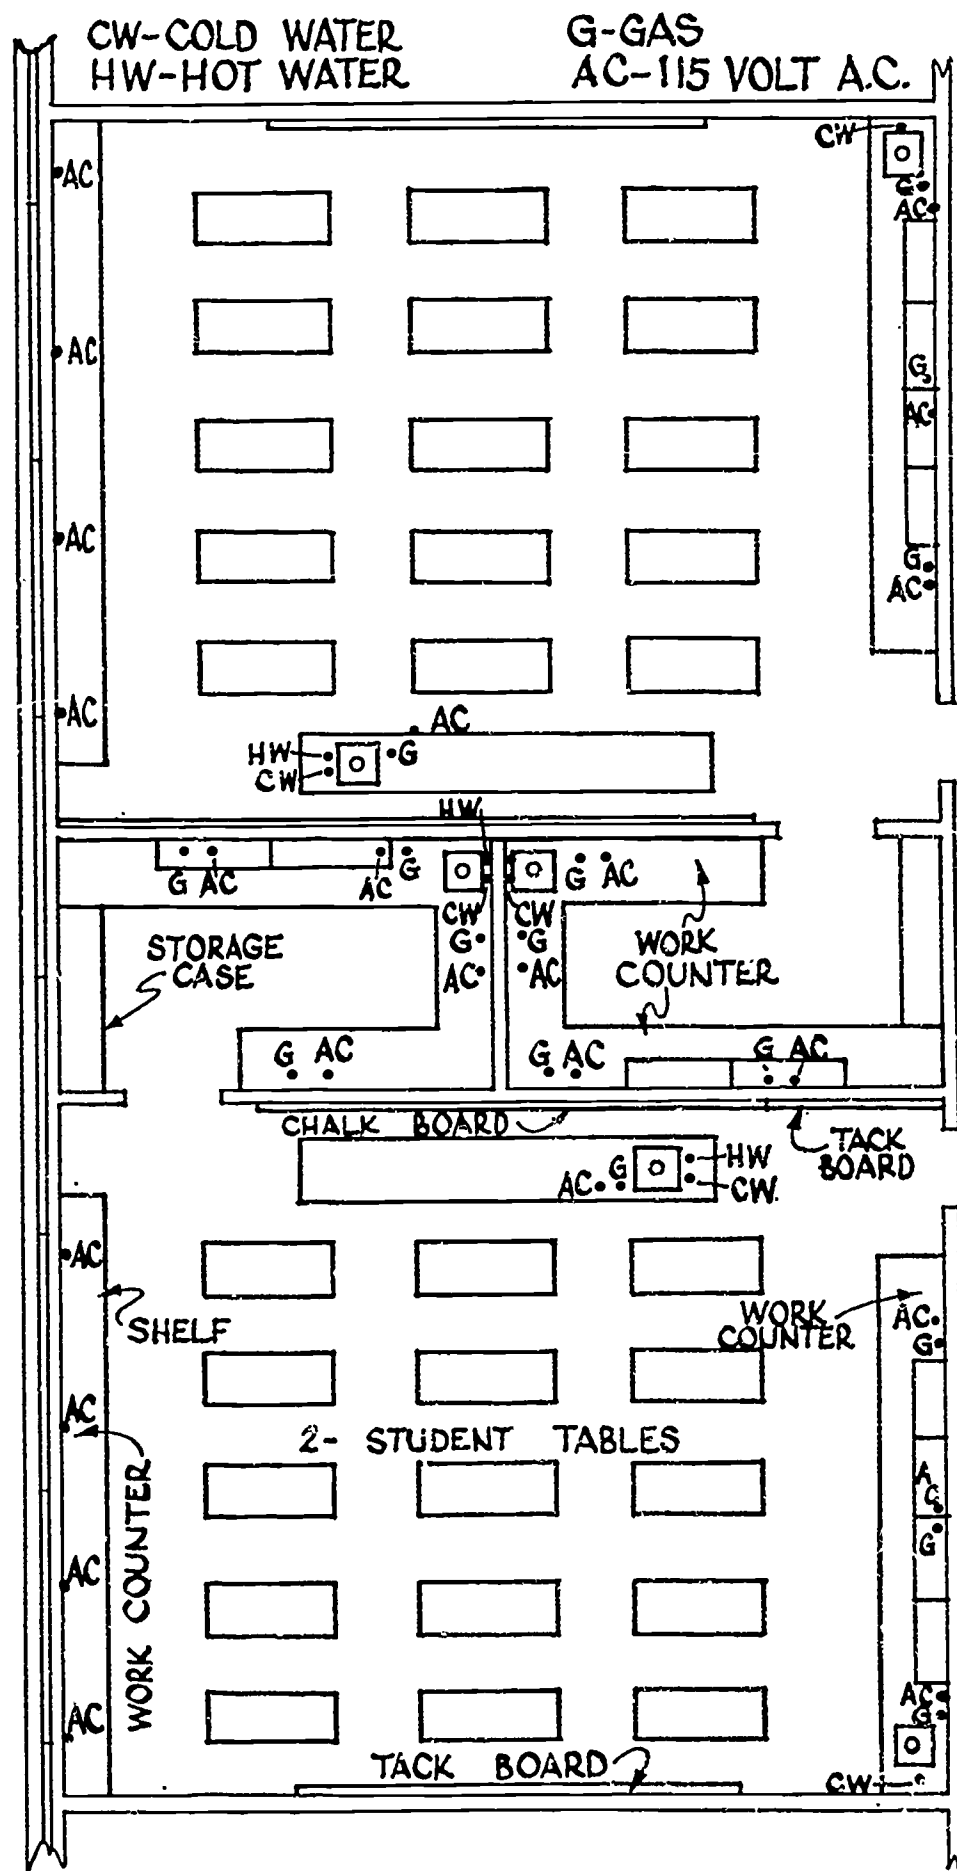 CW-COLD WATER
HW-HOT WATER
G-GAS
AC-115 VOLT A.C.
CW
G
AC
AC
AC
G
AC
AC
G
AC
AC
AC
HW
G
CW
HW
G AC
AC
G
G AC
CW
CW
G
G
AC
AC
STORAGE
CASE
WORK
COUNTER
G AC
G AC
G AC
CHALK BOARD
TACK
BOARD
HW
G
AC
CW
AC
SHELF
WORK
COUNTER
AC
G
AC
2- STUDENT TABLES
AC
G
AC
WORK COUNTER
AC
AC
G
TACK BOARD
CW